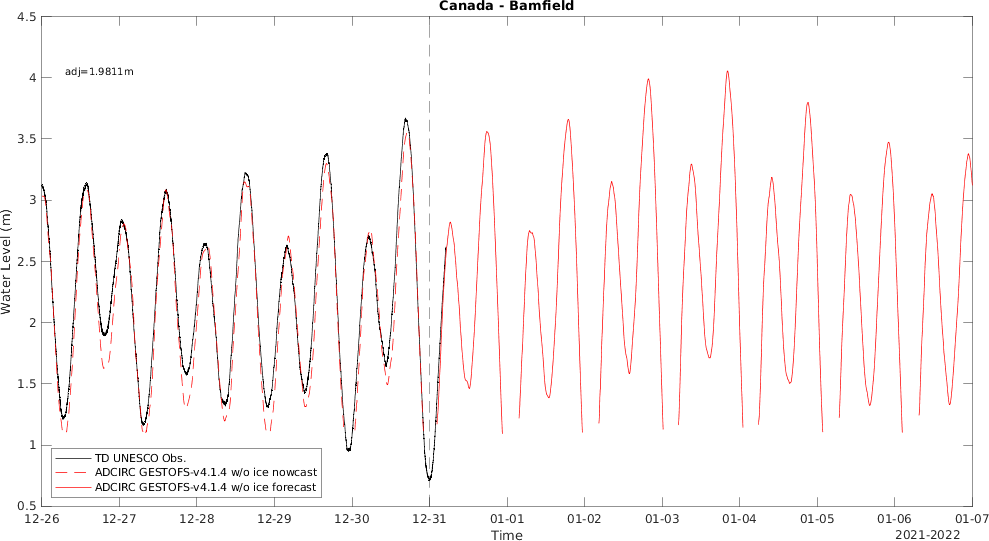 Canada - Bamfield
4.5
4
3.5
3
2.5
2
1.5
1
0.5
Water Level (m)
adj=1.9811m
TD UNESCO Obs.
ADCIRC GESTOFS-v4.1.4 w/o ice nowcast
ADCIRC GESTOFS-v4.1.4 w/o ice forecast
12-26 12-27 12-28 12-29 12-30 12-31 01-01 01-02 01-03 01-04 01-05 01-06 01-07
Time
2021-2022